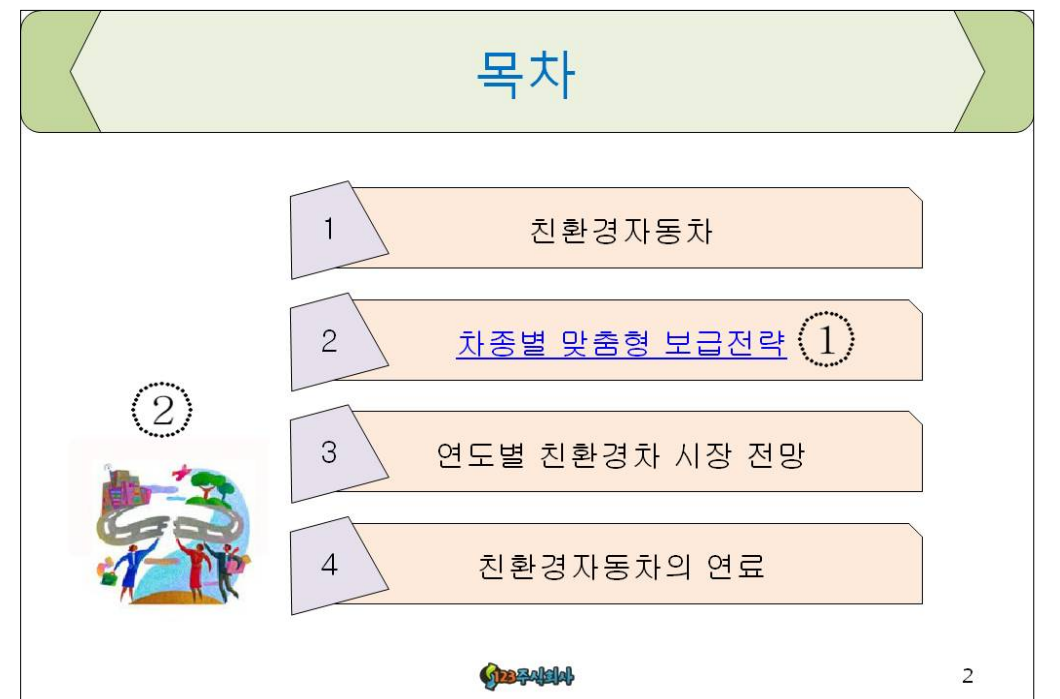 목차
1 친환경자동차
2 차종별 맞춤형 보급전략 ①
②
3 연도별 친환경차 시장 전망
4 친환경자동차의 연료
123주식회사
2